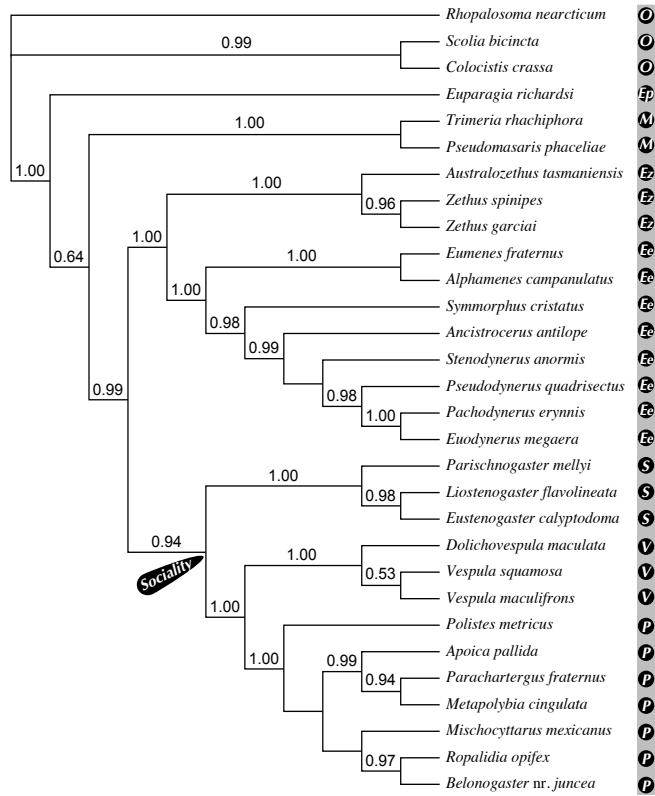 Rhopalosoma nearcticum O
0.99 Scolia bicincta O
Colocistis crassa O
Euparagia richardsi Ep
1.00 Trimeria rhachiphora M
1.00 Pseudomasaris phaceliae M
1.00 Australozethus tasmaniensis Ez
0.96 Zethus spinipes Ez
Zethus garciai Ez
1.00 1.00 Eumenes fraternus Ee
0.64 Alphamenes campanulatus Ee
1.00 Symmorphus cristatus Ee
0.98 Ancistrocerus antilope Ee
0.99 Stenodynerus anormis Ee
0.98 Pseudodynerus quadrisectus Ee
0.99 1.00 Pachodynerus erynnis Ee
Euodynerus megaera Ee
1.00 Parischnogaster mellyi S
0.98 Liostenogaster flavolineata S
Eustenogaster calyptodoma S
0.94 1.00 Dolichovespula maculata V
Sociality 0.53 Vespula squamosa V
Vespula maculifrons V
1.00 Polistes metricus P
1.00 0.99 Apoica pallida P
0.94 Parachartergus fraternus P
Metapolybia cingulata P
Mischocyttarus mexicanus P
0.97 Ropalidia opifex P
Belonogaster nr. juncea P